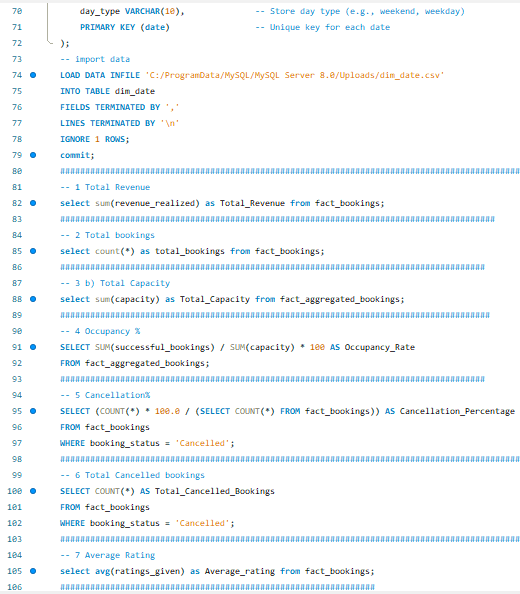 70 day_type VARCHAR(10), -- Store day type (e.g., weekend, weekday)
71 PRIMARY KEY (date) -- Unique key for each date
72 );
73 -- import data
74 LOAD DATA INFILE 'C:/ProgramData/MySQL/MySQL Server 8.0/Uploads/dim_date.csv'
75 INTO TABLE dim_date
76 FIELDS TERMINATED BY ','
77 LINES TERMINATED BY '\n'
78 IGNORE 1 ROWS;
79 commit;
80 ############################################################################################
81 -- 1 Total Revenue
82 select sum(revenue_realized) as Total_Revenue from fact_bookings;
83 #######################################################################################
84 -- 2 Total bookings
85 select count(*) as total_bookings from fact_bookings;
86 #####################################################################################
87 -- 3 b) Total Capacity
88 select sum(capacity) as Total_Capacity from fact_aggregated_bookings;
89 ######################################################################################
90 -- 4 Occupancy %
91 SELECT SUM(successful_bookings) / SUM(capacity) * 100 AS Occupancy_Rate
92 FROM fact_aggregated_bookings;
93 #####################################################################################
94 -- 5 Cancellation%
95 SELECT (COUNT(*) * 100.0 / (SELECT COUNT(*) FROM fact_bookings)) AS Cancellation_Percentage
96 FROM fact_bookings
97 WHERE booking_status = 'Cancelled';
98 ############################################################################################
99 -- 6 Total Cancelled bookings
100 SELECT COUNT(*) AS Total_Cancelled_Bookings
101 FROM fact_bookings
102 WHERE booking_status = 'Cancelled';
103 ############################################################################################
104 -- 7 Average Rating
105 select avg(ratings_given) as Average_rating from fact_bookings;
106 ###############################################################